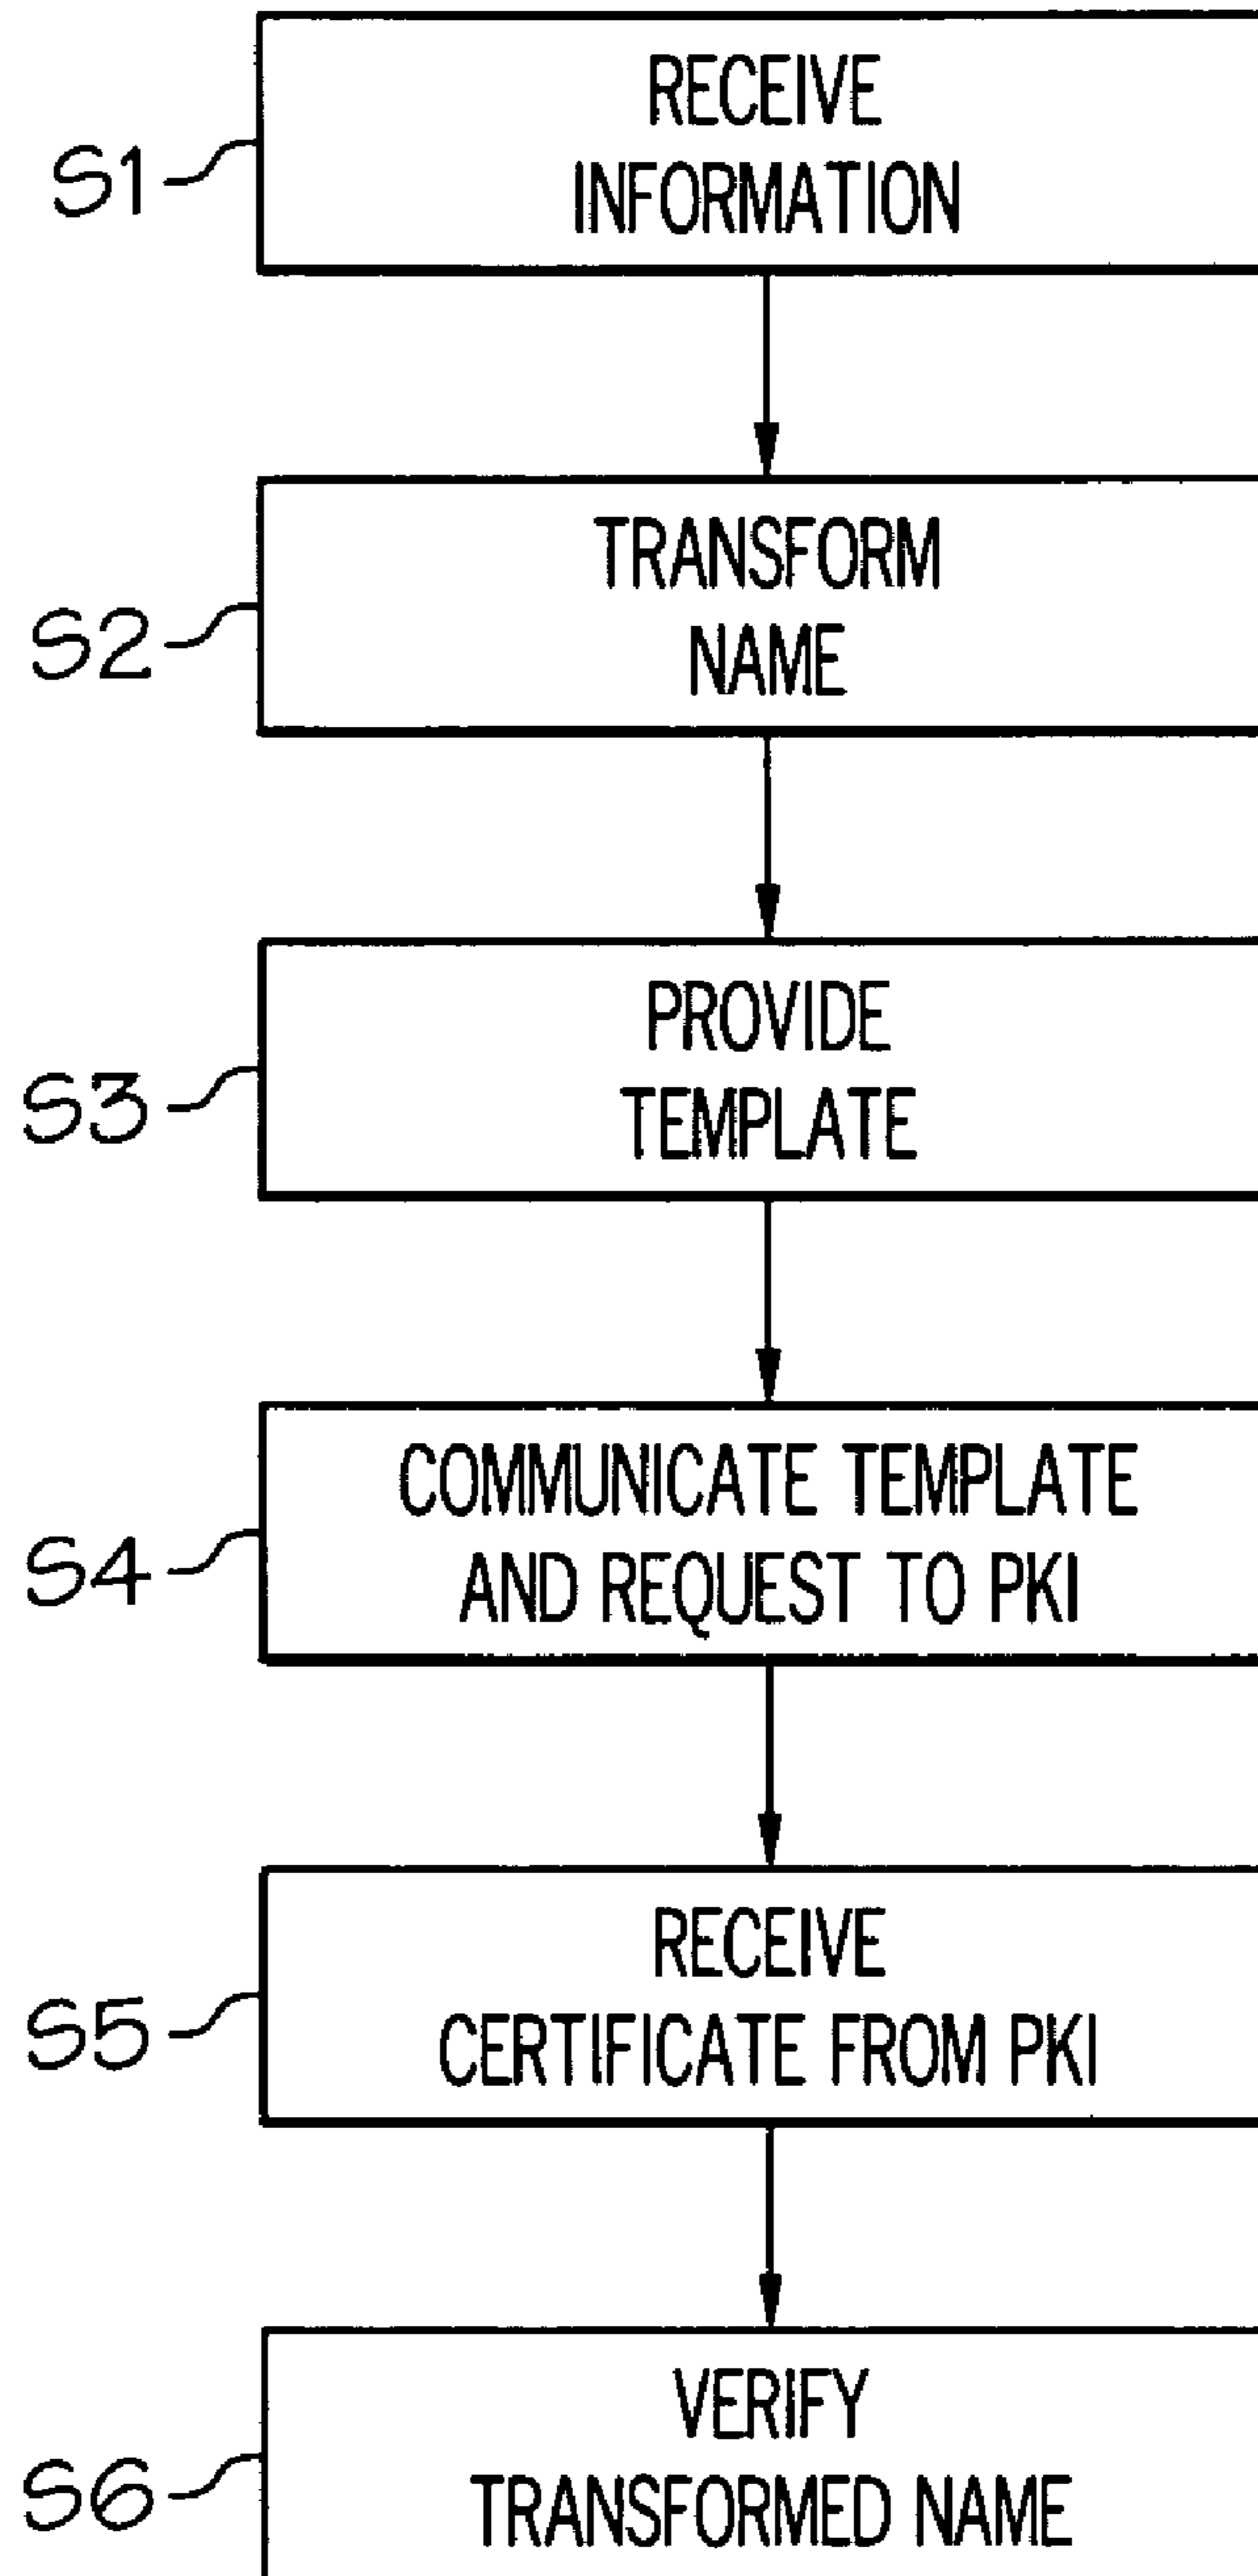 RECEIVE
S1
INFORMATION
TRANSFORM
S2
NAME
PROVIDE
S3
TEMPLATE
COMMUNICATE TEMPLATE
S4
AND REQUEST TO PKI
RECEIVE
S5
CERTIFICATE FROM PKI
VERIFY
S6
TRANSFORMED NAME